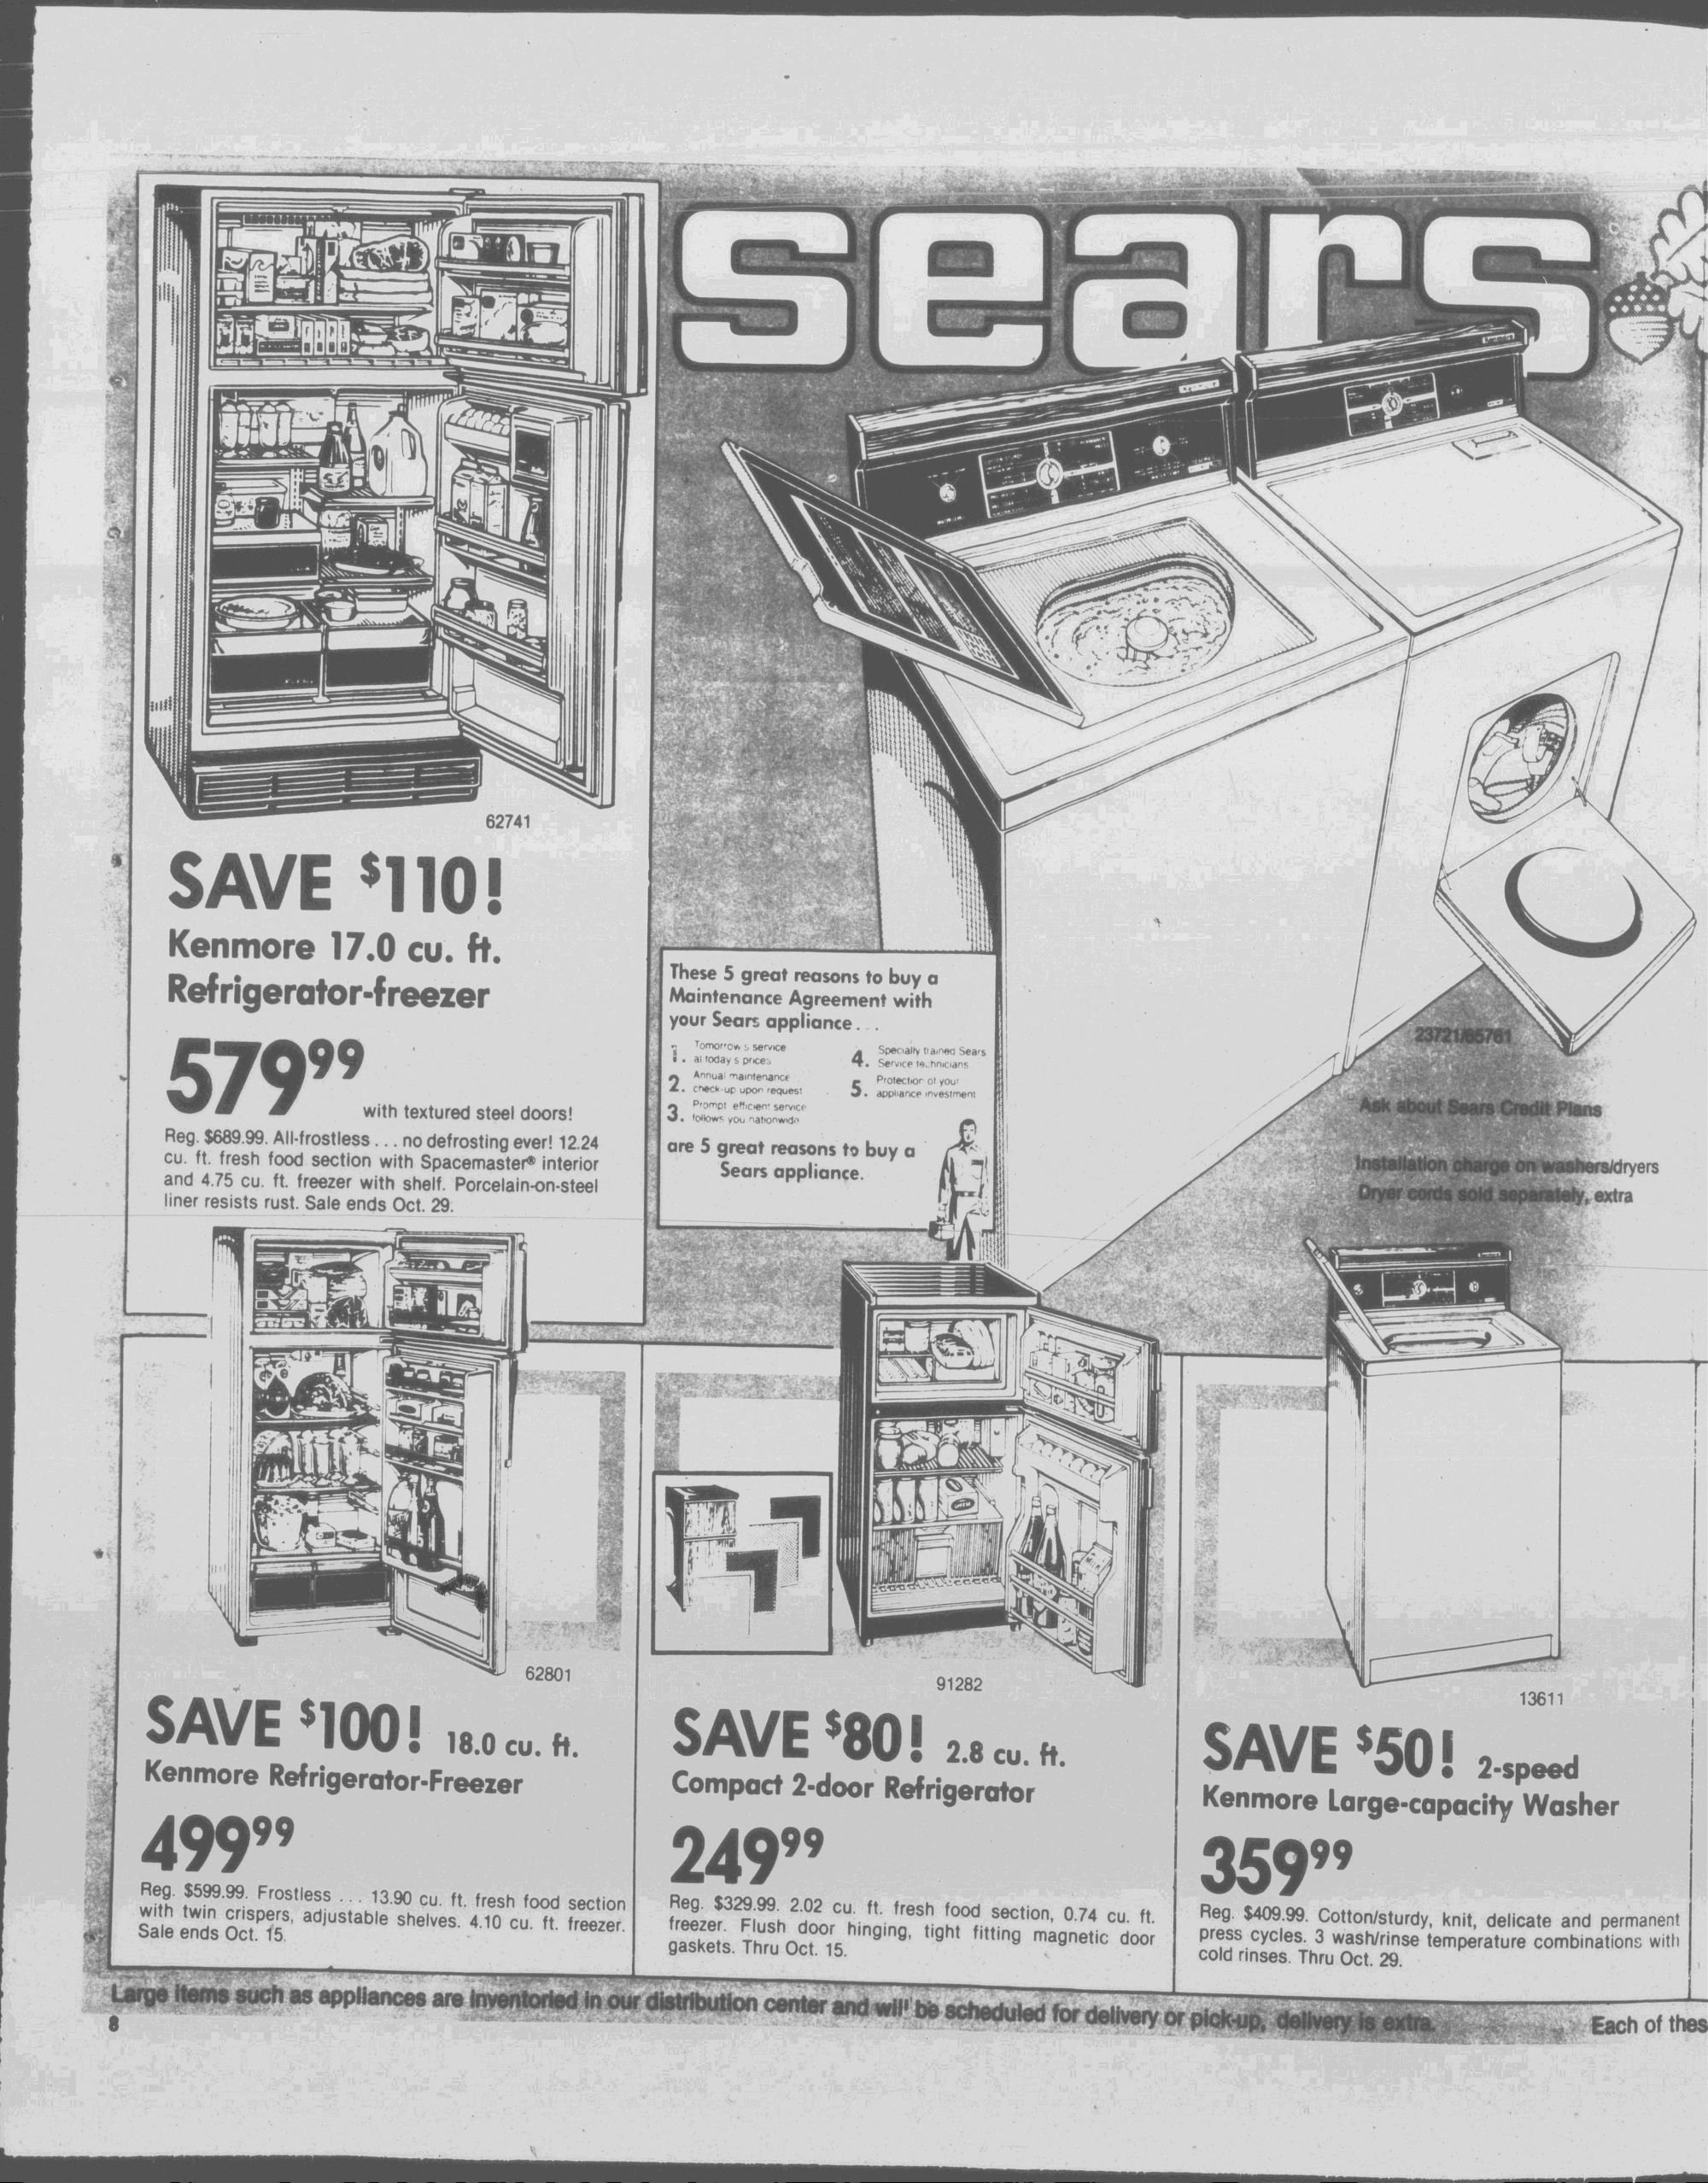 sears
62741
SAVE $110!
Kenmore 17.0 cu. ft.
Refrigerator-freezer
579 99
with textured steel doors!
Reg. $689.99. All-frostless . . . no defrosting ever! 12.24
cu. ft. fresh food section with Spacemaster® interior
and 4.75 cu. ft. freezer with shelf. Porcelain-on-steel
liner resists rust. Sale ends Oct. 29.
These 5 great reasons to buy a
Maintenance Agreement with
your Sears appliance . . .
1. Tomorrow s service
at today s prices
2. Annual maintenance
check-up upon request
3. Prompt efficient service
follows you nationwide
4. Specially trained Sears
Service technicians
5. Protection of your
appliance investment
are 5 great reasons to buy a
Sears appliance.
23721/65761
Ask about Sears Credit Plans
Installation charge on washers/dryers
Dryer cords sold separately, extra
62801
SAVE $100! 18.0 cu. ft.
Kenmore Refrigerator-Freezer
499 99
Reg. $599.99. Frostless . . . 13.90 cu. ft. fresh food section
with twin crispers, adjustable shelves. 4.10 cu. ft. freezer.
Sale ends Oct. 15.
91282
SAVE $80! 2.8 cu. ft.
Compact 2-door Refrigerator
249 99
Reg. $329.99. 2.02 cu. ft. fresh food section, 0.74 cu. ft.
freezer. Flush door hinging, tight fitting magnetic door
gaskets. Thru Oct. 15.
13611
SAVE $50! 2-speed
Kenmore Large-capacity Washer
359 99
Reg. $409.99. Cotton/sturdy, knit, delicate and permanent
press cycles. 3 wash/rinse temperature combinations with
cold rinses. Thru Oct. 29.
Large items such as appliances are inventoried in our distribution center and will be scheduled for delivery or pick-up, delivery is extra.
8
Each of thes